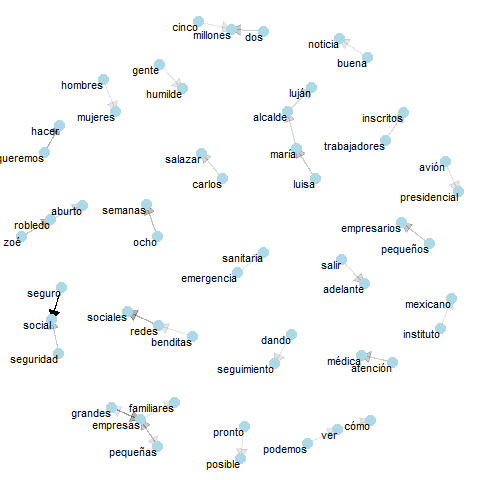 cinco
millones
dos
noticia
buena
gente
humilde
hombres
mujeres
luján
alcalde
maría
luisa
inscritos
trabajadores
hacer
queremos
salazar
carlos
avión
presidencial
aburto
robledo
zoé
semanas
ocho
empresarios
pequeños
sanitaria
emergencia
salir
adelante
seguro
social
seguridad
sociales
redes
benditas
mexicano
instituto
dando
seguimiento
médica
atención
grandes
familiares
empresas
pequeñas
pronto
posible
cómo
ver
podemos